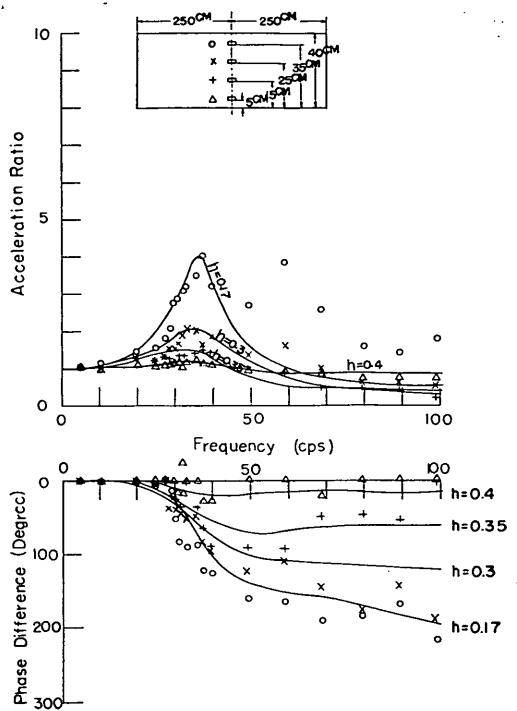 250CM 250CM
40CM
35CM
25CM
15CM
5CM
10
5
0
Acceleration Ratio
h=0.17
h=0.3
h=0.4
0 50 100
Frequency (cps)
0 50 100
0
100
200
300
Phase Difference (Degree)
h=0.4
h=0.35
h=0.3
h=0.17